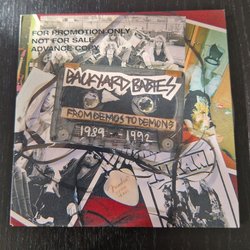 FOR PROMOTION ONLY
NOT FOR SALE
ADVANCE COPY
BACKYARD BABIES
FROM DEMOS TO DEMONS
1989 - 1992